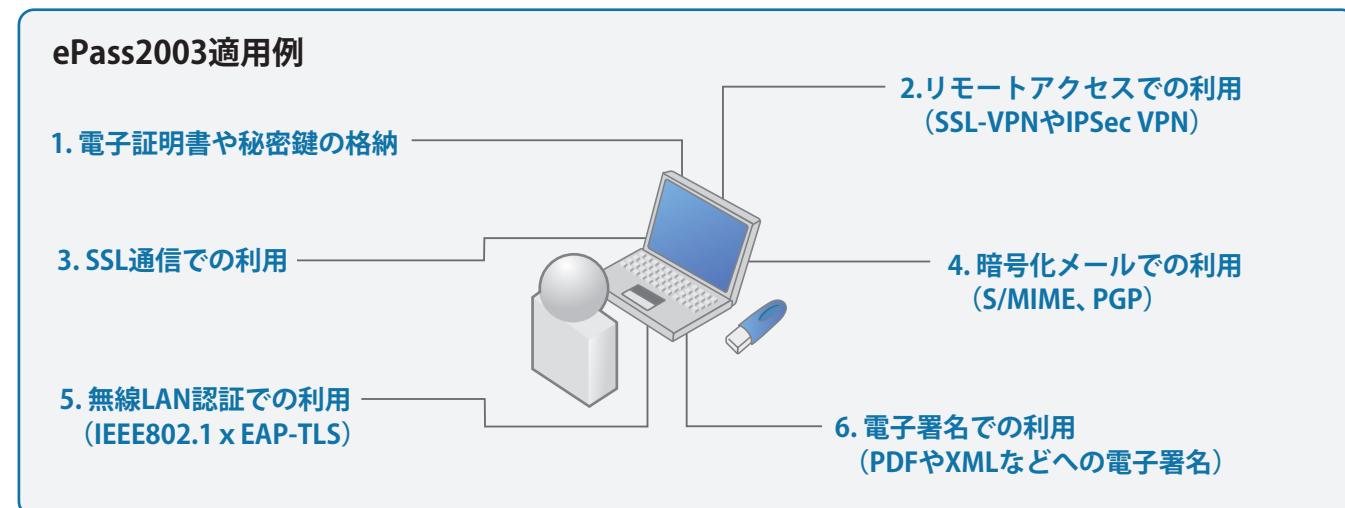 ePass2003適用例
1. 電子証明書や秘密鍵の格納
2.リモートアクセスでの利用
（SSL-VPNやIPSec VPN）
3. SSL通信での利用
4. 暗号化メールでの利用
（S/MIME、PGP）
5. 無線LAN認証での利用
（IEEE802.1 x EAP-TLS）
6. 電子署名での利用
（PDFやXMLなどへの電子署名）